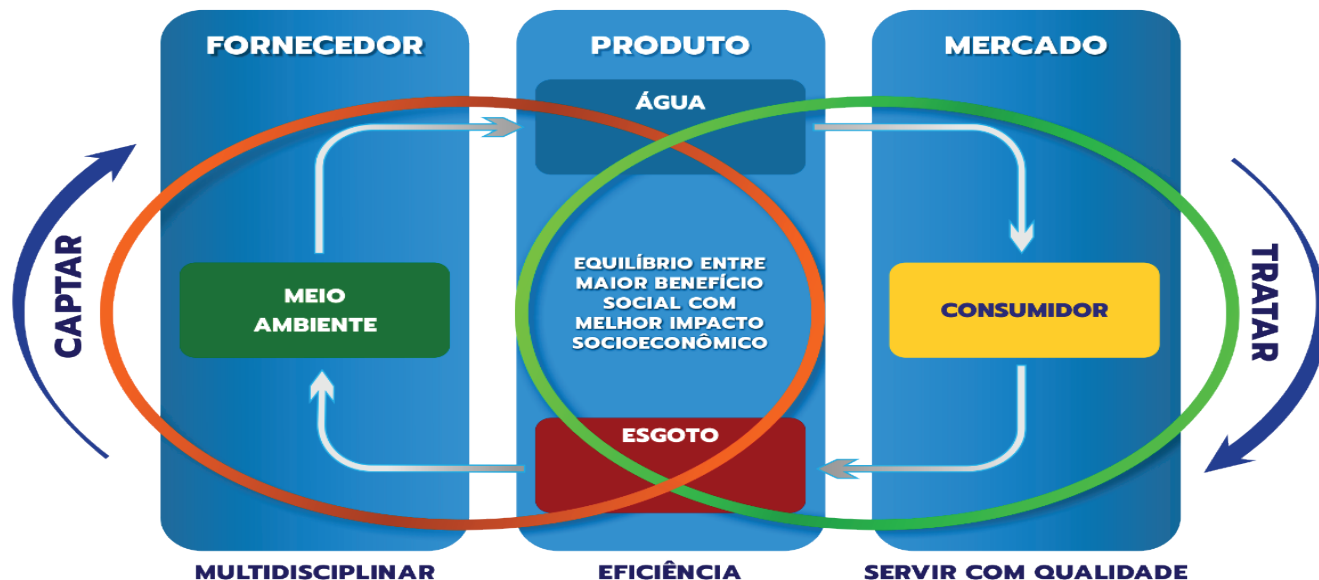 FORNECEDOR
PRODUTO
MERCADO
ÁGUA
CAPTAR
MEIO
AMBIENTE
EQUILÍBRIO ENTRE
MAIOR BENEFÍCIO
SOCIAL COM
MELHOR IMPACTO
SOCIOECONÔMICO
CONSUMIDOR
TRATAR
ESGOTO
MULTIDISCIPLINAR
EFICIÊNCIA
SERVIR COM QUALIDADE